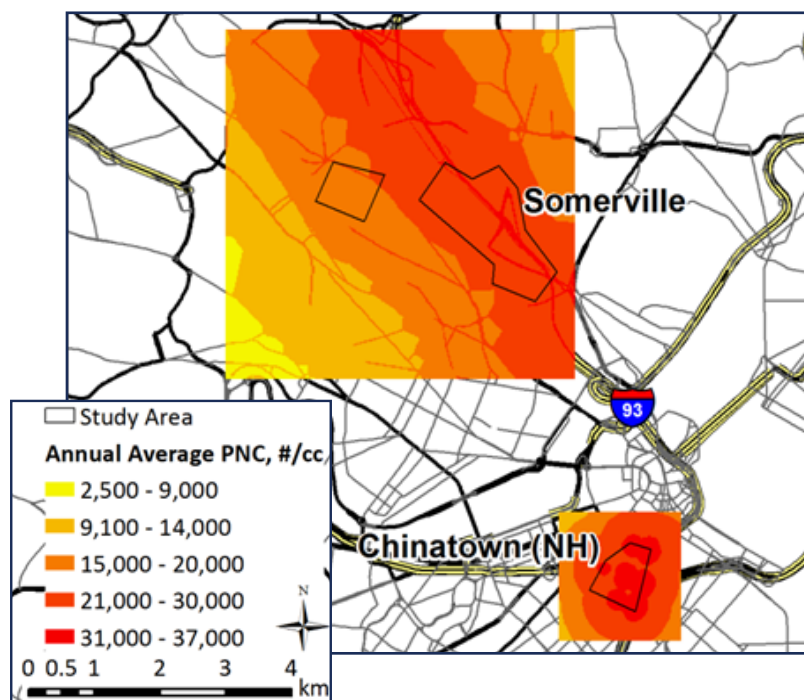 Somerville
93
Chinatown (NH)
Study Area
Annual Average PNC, #/cc
2,500 - 9,000
9,100 - 14,000
15,000 - 20,000
21,000 - 30,000
31,000 - 37,000
N
0 0.5 1 2 3 4
km